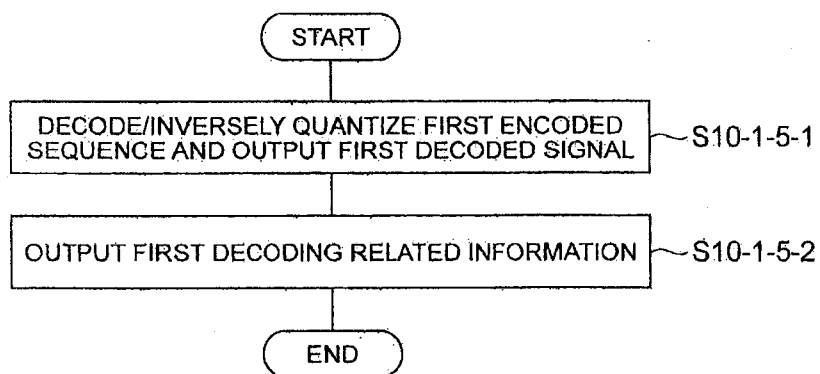 START
DECODE/INVERSELY QUANTIZE FIRST ENCODED
SEQUENCE AND OUTPUT FIRST DECODED SIGNAL
S10-1-5-1
OUTPUT FIRST DECODING RELATED INFORMATION
S10-1-5-2
END